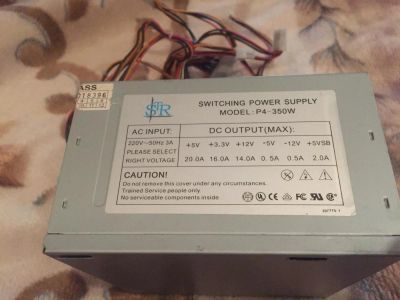 ASS
018396
STR
SWITCHING POWER SUPPLY
MODEL: P4-350W
AC INPUT: DC OUTPUT(MAX):
220V~50Hz 3A +5V +3.3V +12V -5V -12V +5VSB
PLEASE SELECT
RIGHT VOLTAGE 20.0A 16.0A 14.0A 0.5A 0.5A 2.0A
CAUTION!
Do not remove this cover under any circumstances.
Trained Service people only.
No serviceable components inside